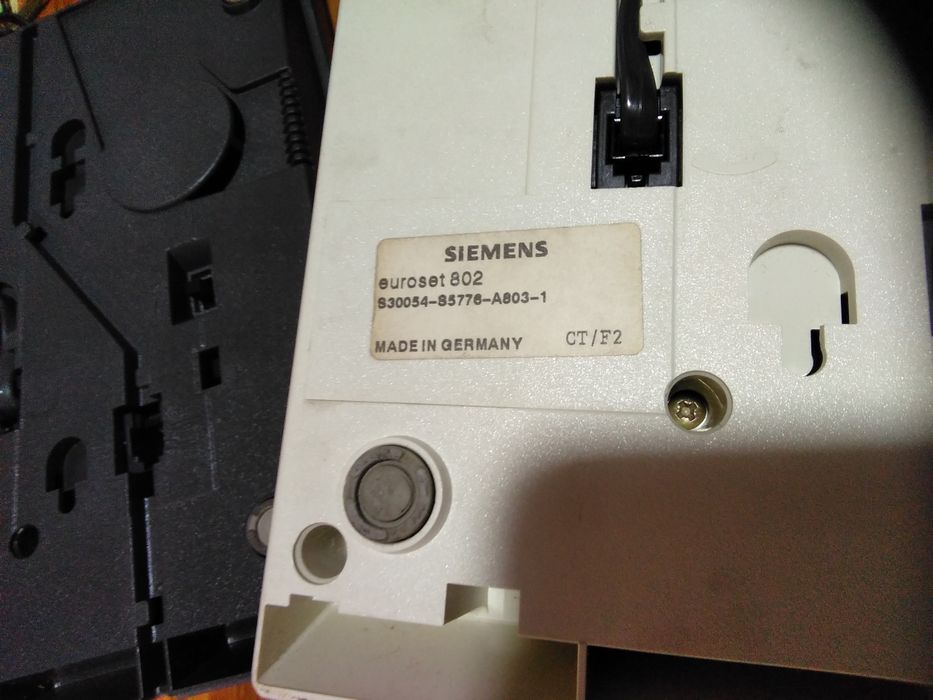 SIEMENS
euroset 802
S30054-S5776-A803-1
MADE IN GERMANY CT/F2